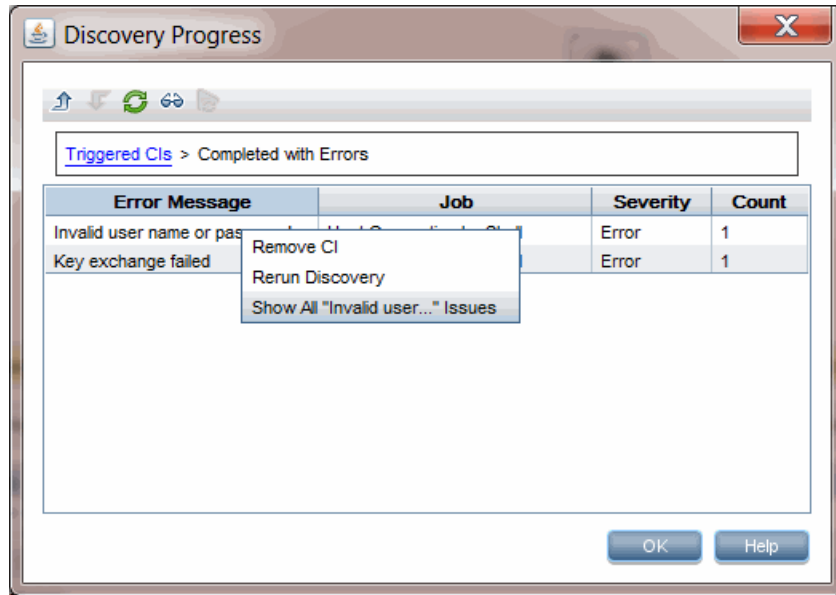 Discovery Progress
Triggered CIs > Completed with Errors
Error Message Job Severity Count
Invalid user name or Error 1
Key exchange failed Error 1
Remove CI
Rerun Discovery
Show All "Invalid user..." Issues
OK Help